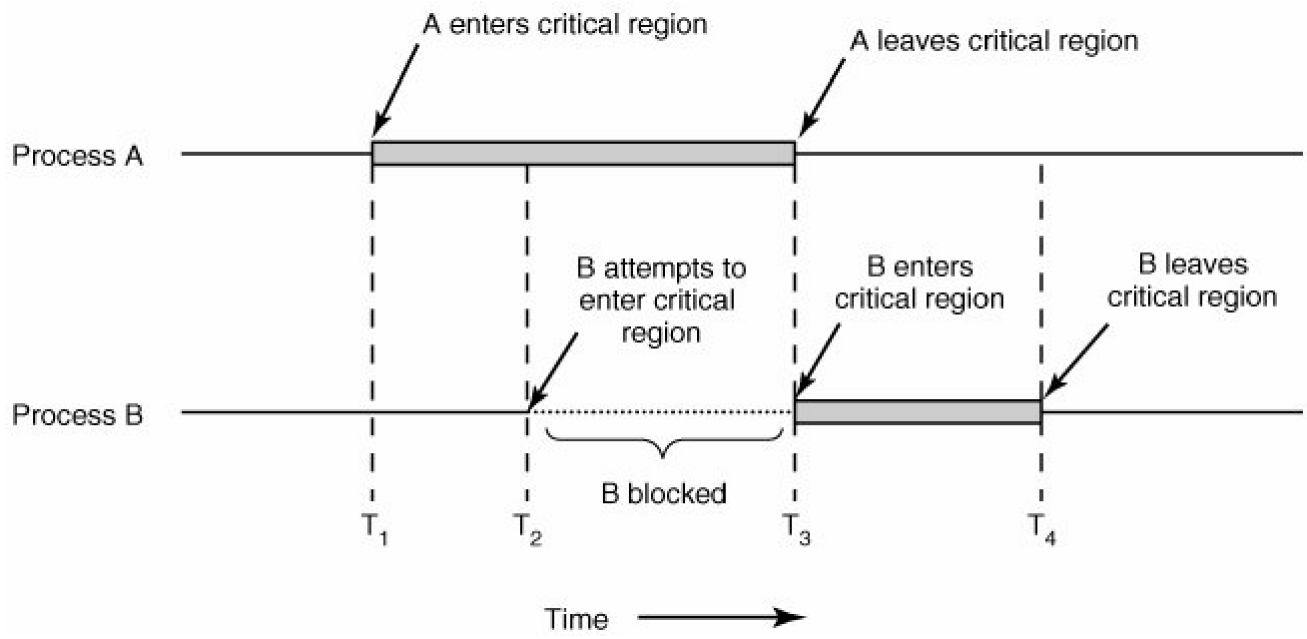 A enters critical region
A leaves critical region
Process A
B attempts to
enter critical
region
B enters
critical region
B leaves
critical region
Process B
B blocked
T₁
T₂
T₃
T₄
Time